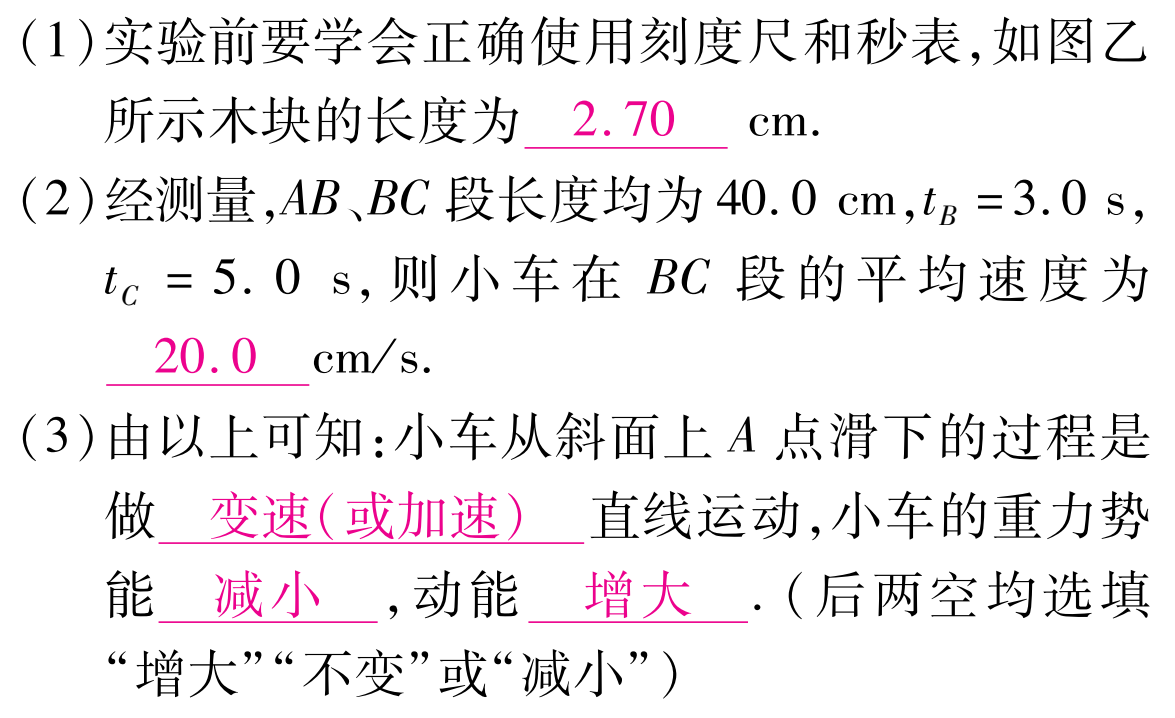 (1)实验前要学会正确使用刻度尺和秒表,如图乙
所示木块的长度为 2.70 cm.
(2)经测量,AB、BC 段长度均为 40.0 cm,t_B =3.0 s,
t_C = 5.0 s,则小车在 BC 段的平均速度为
20.0 cm/s.
(3)由以上可知:小车从斜面上 A 点滑下的过程是
做 变速(或加速) 直线运动,小车的重力势
能 减小 ,动能 增大 .(后两空均选填
“增大”“不变”或“减小”)